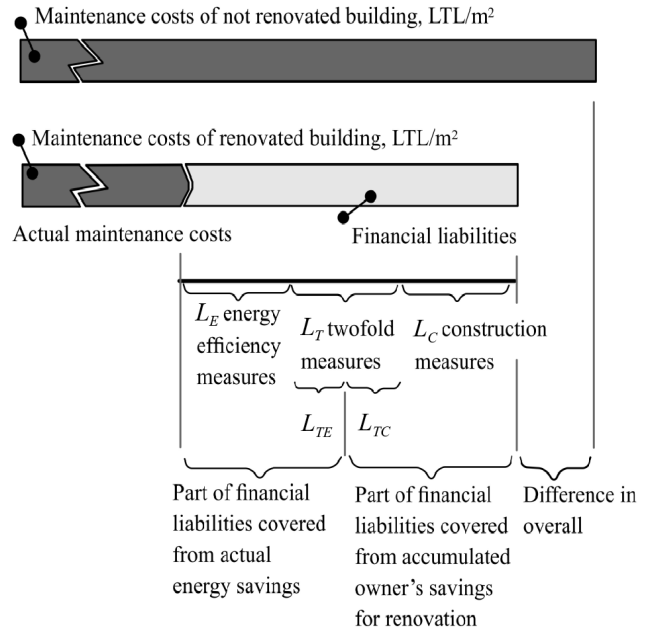 Maintenance costs of not renovated building, LTL/m²
Maintenance costs of renovated building, LTL/m²
Actual maintenance costs
Financial liabilities
L_E energy
efficiency
measures
L_T twofold
measures
L_C construction
measures
L_TE
L_TC
Part of financial
liabilities covered
from actual
energy savings
Part of financial
liabilities covered
from accumulated
owner's savings
for renovation
Difference in
overall